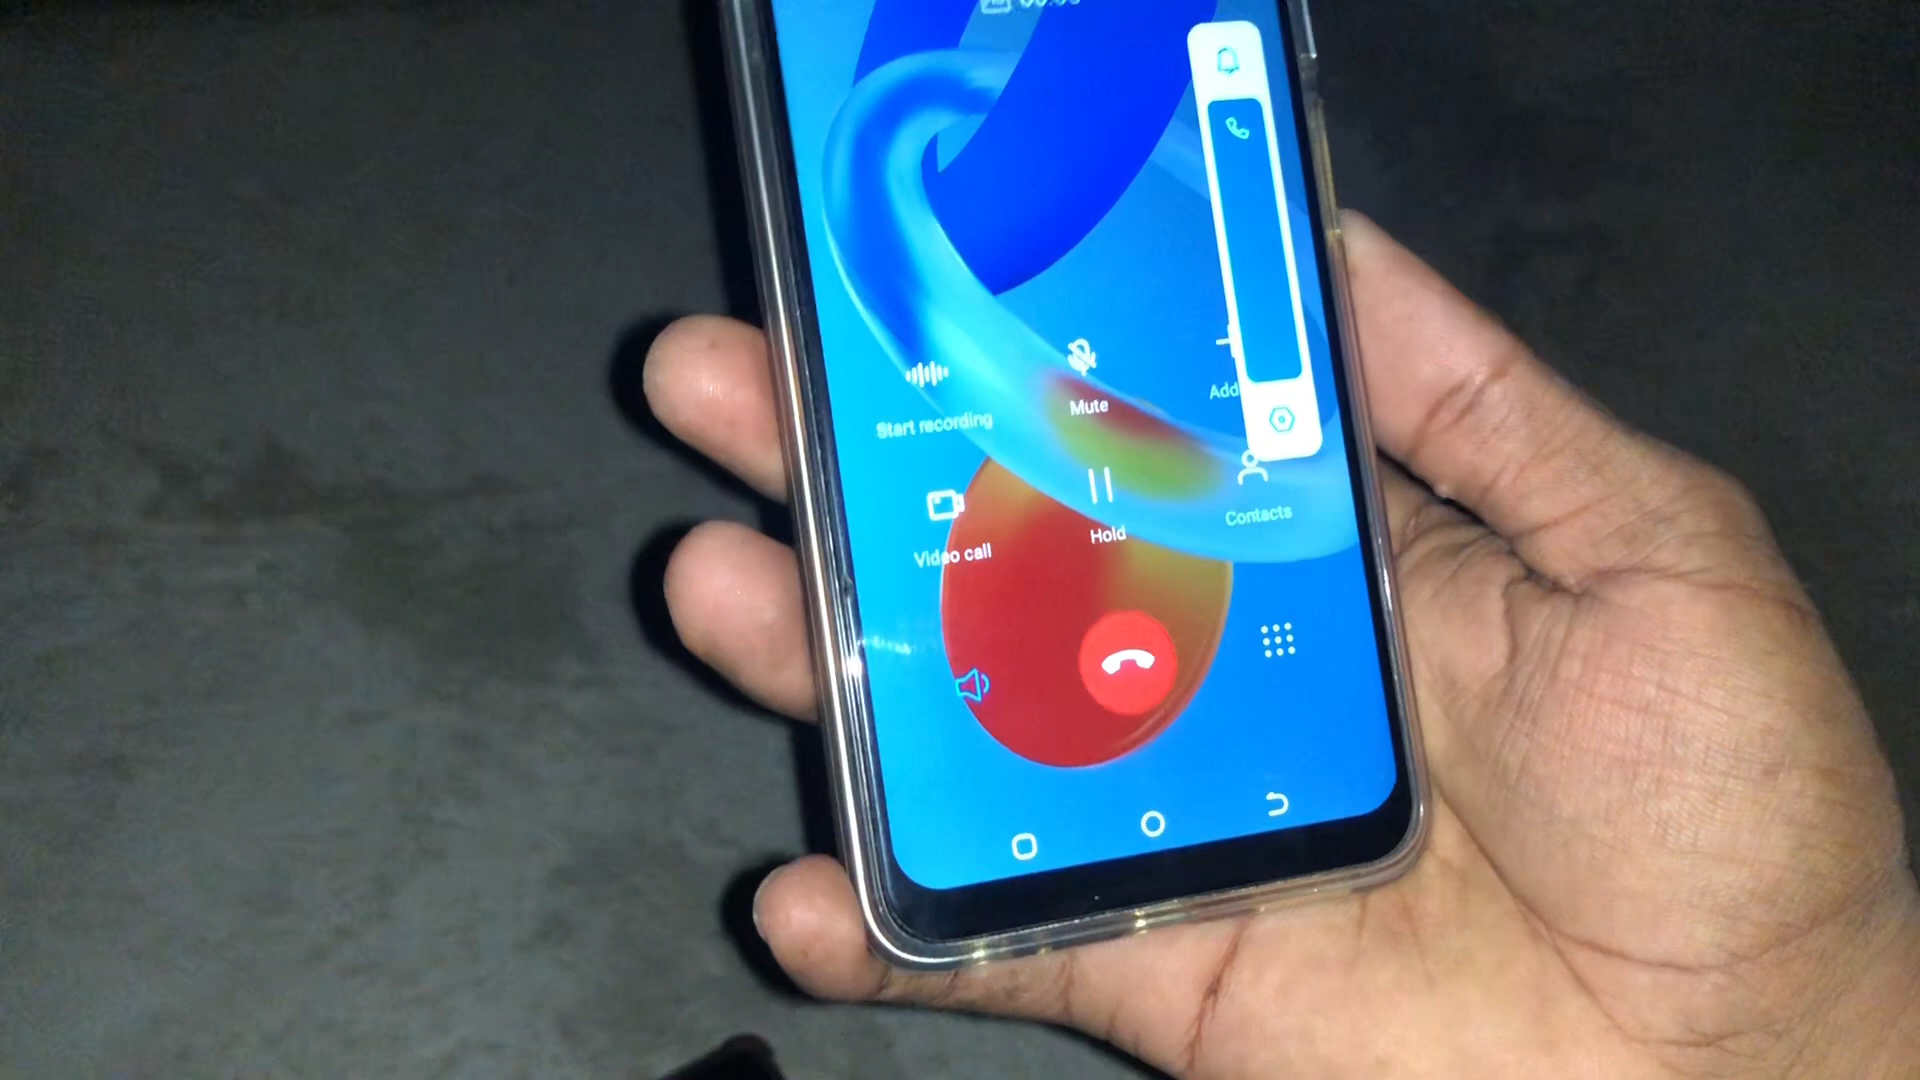 Start recording
Mute
Add
Video call
Hold
Contacts